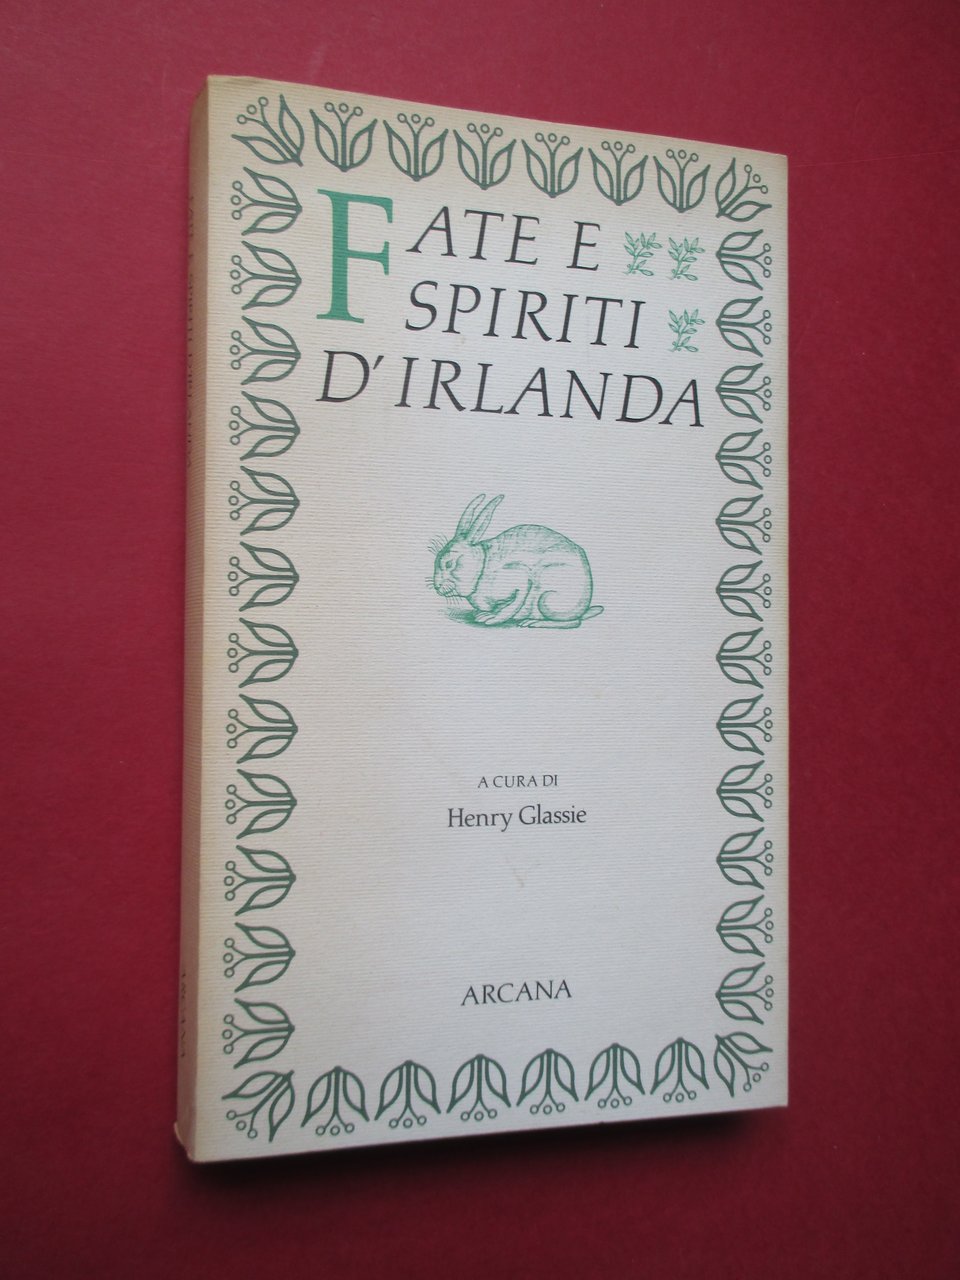 FATE E
SPIRITI
D'IRLANDA
A CURA DI
Henry Glassie
ARCANA